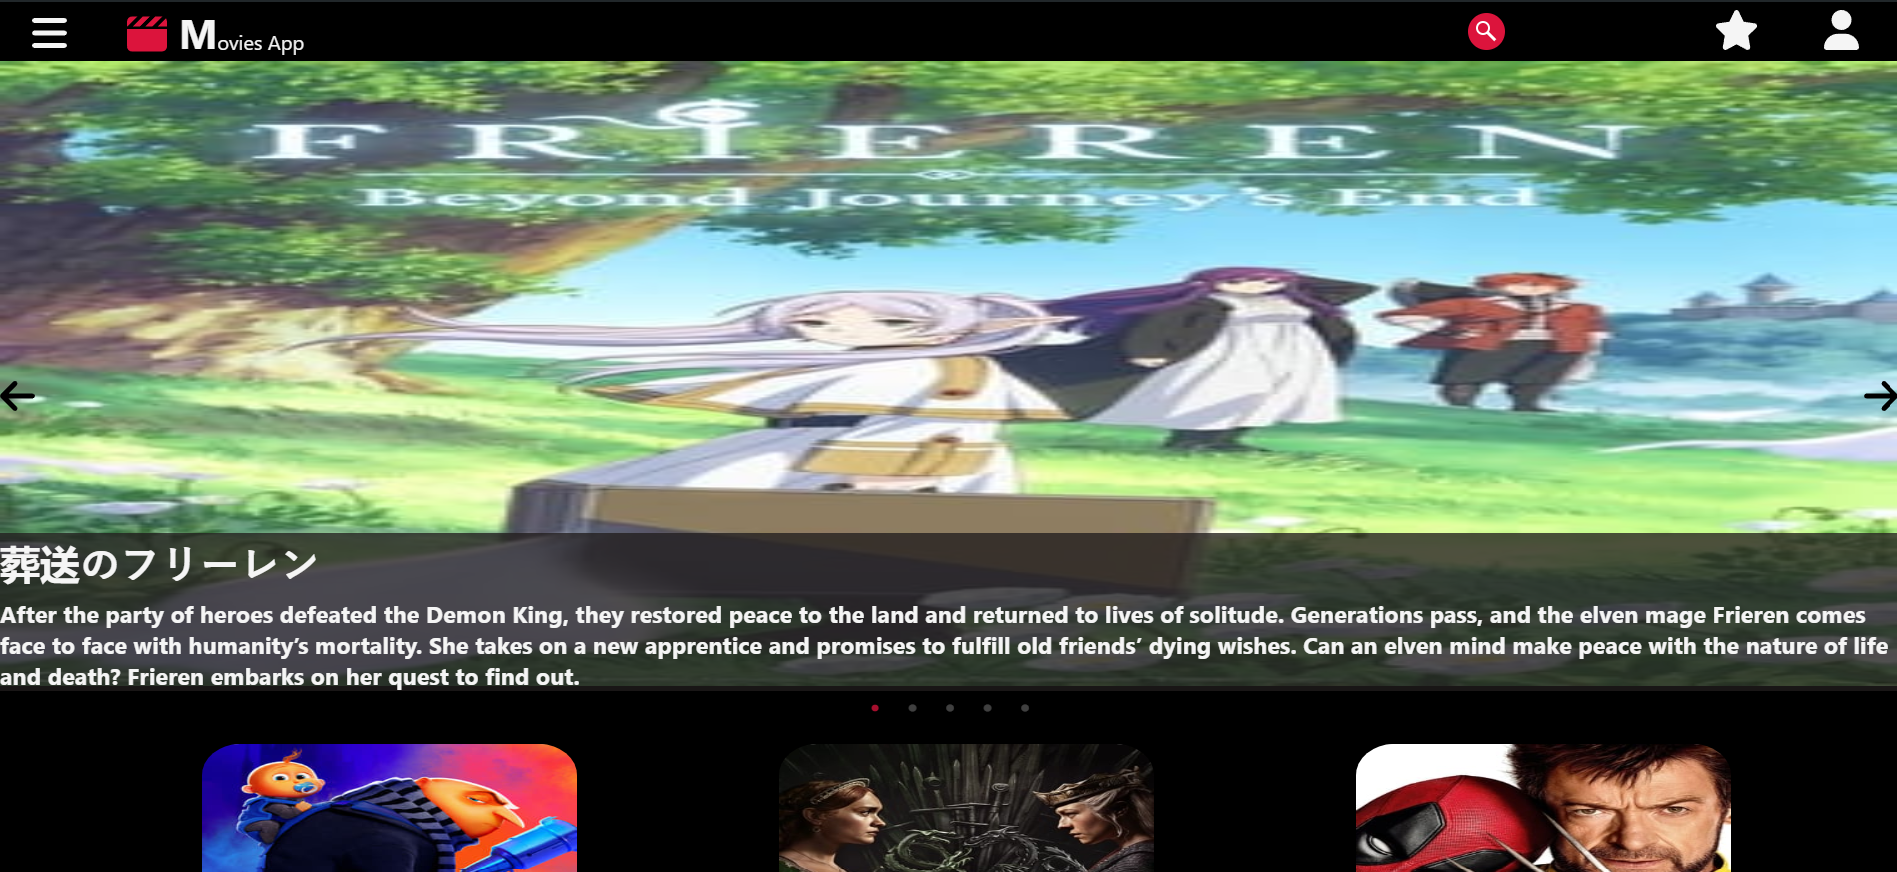 Movies App
FRIEREN
Beyond Journey's End
葬送のフリーレン
After the party of heroes defeated the Demon King, they restored peace to the land and returned to lives of solitude. Generations pass, and the elven mage Frieren comes
face to face with humanity’s mortality. She takes on a new apprentice and promises to fulfill old friends’ dying wishes. Can an elven mind make peace with the nature of life
and death? Frieren embarks on her quest to find out.